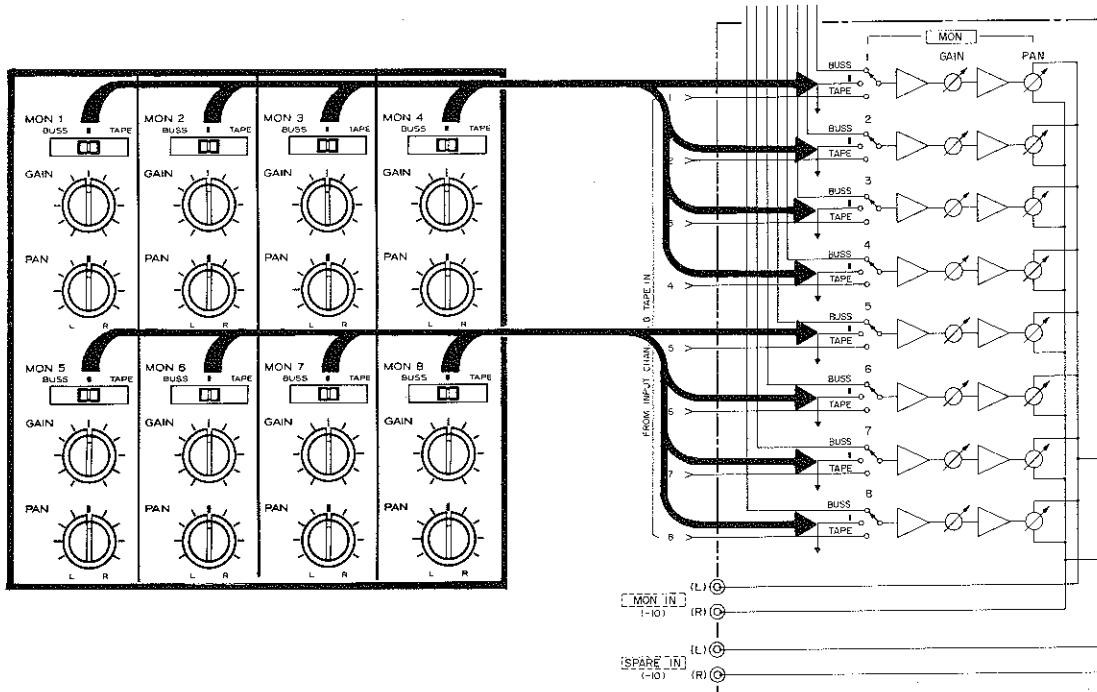 MON 1 MON 2 MON 3 MON 4
BUSS TAPE BUSS TAPE BUSS TAPE BUSS TAPE
GAIN GAIN GAIN GAIN
PAN PAN PAN PAN
L R L R L R L R
MON 5 MON 6 MON 7 MON 8
BUSS TAPE BUSS TAPE BUSS TAPE BUSS TAPE
GAIN GAIN GAIN GAIN
PAN PAN PAN PAN
L R L R L R L R
MON
GAIN PAN
BUSS 1
TAPE
1
2
BUSS
TAPE
2
3
BUSS
TAPE
3
4
BUSS
TAPE
4
5
BUSS
TAPE
5
6
BUSS
TAPE
7
BUSS
TAPE
7
8
BUSS
TAPE
8
FROM INPUT TAPE IN
MON IN
(-10)
(L)
(R)
SPARE IN
(-10)
(L)
(R)